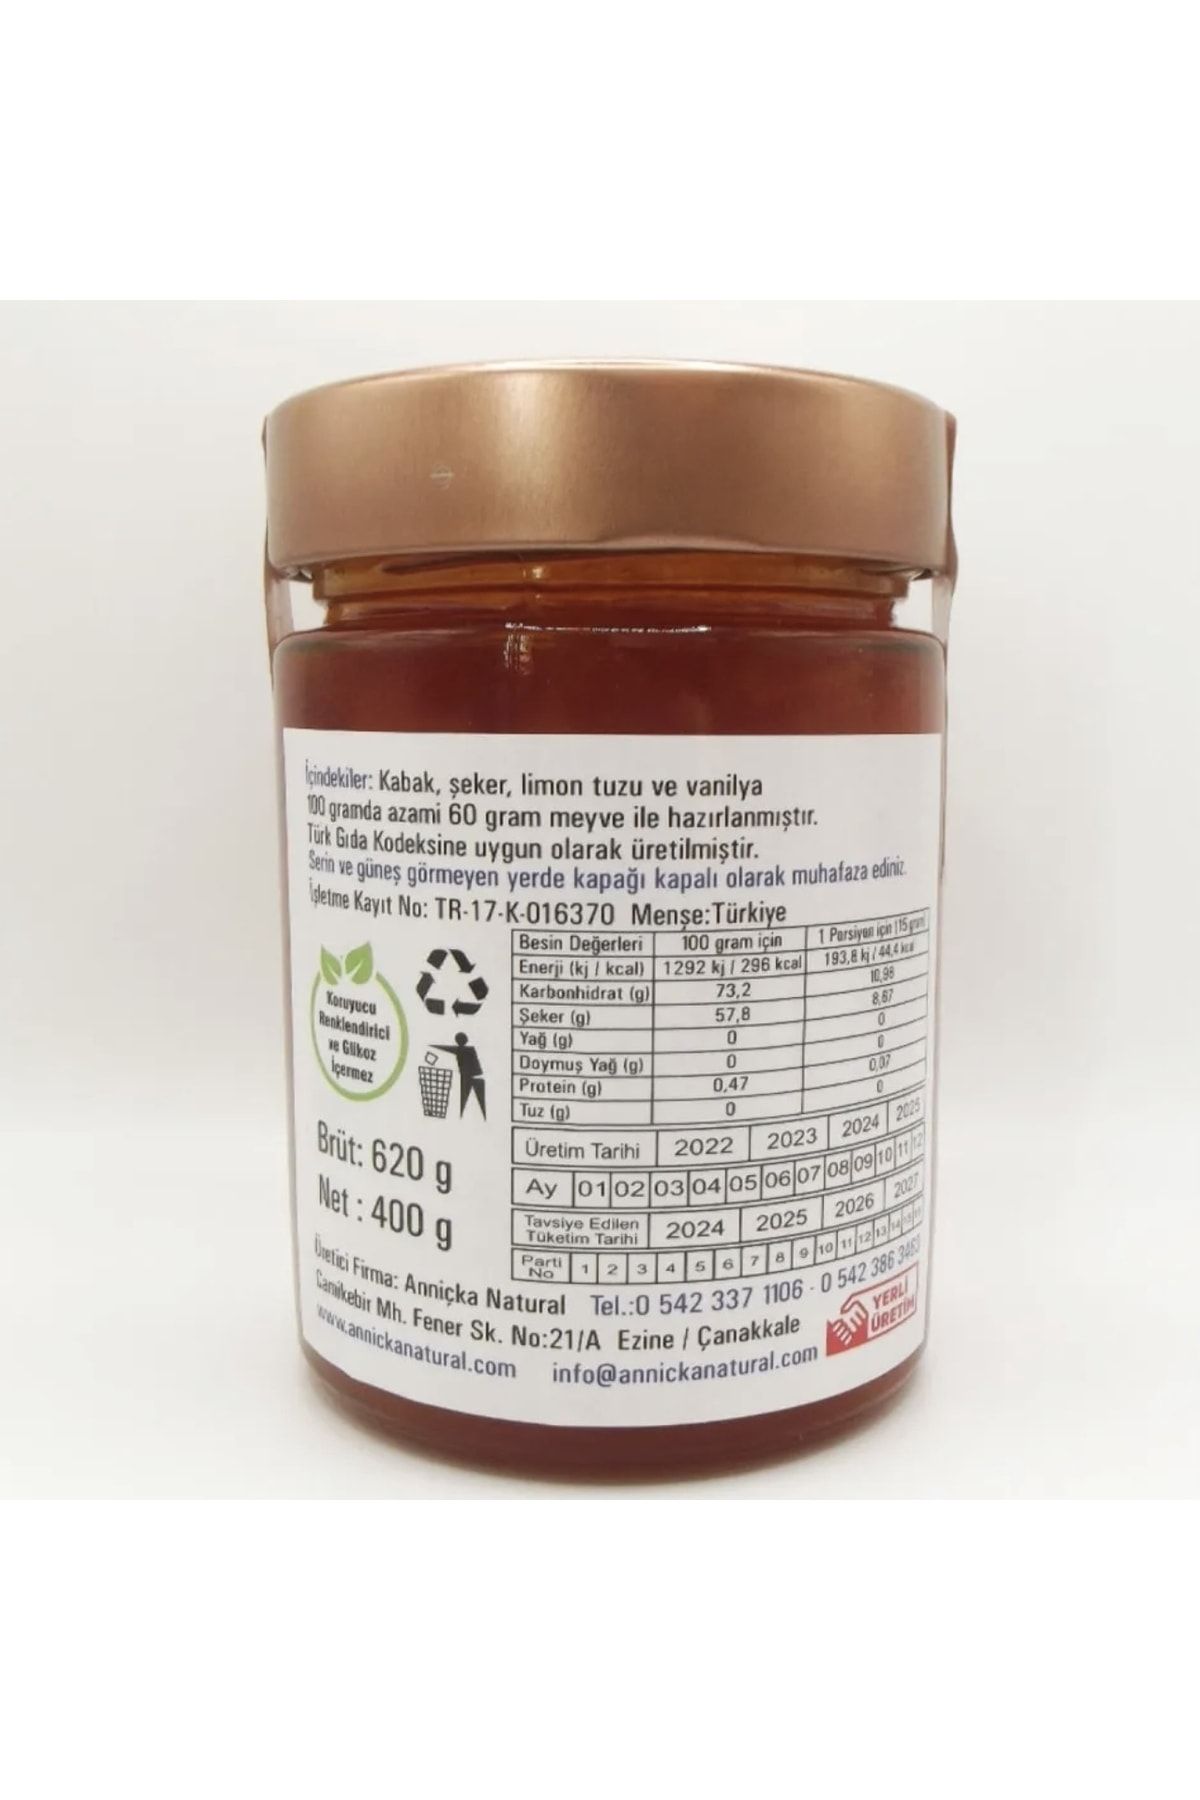 İçindekiler: Kabak, şeker, limon tuzu ve vanilya
100 gramda azami 60 gram meyve ile hazırlanmıştır.
Türk Gıda Kodeksine uygun olarak üretilmiştir.
Serin ve güneş görmeyen yerde kapağı kapalı olarak muhafaza ediniz.
İşletme Kayıt No: TR-17-K-016370 Menşe:Türkiye
Koruyucu
Renklendirici
ve Glikoz
İçermez
Besin Değerleri 100 gram için 1 Porsiyon için (15 gram)
Enerji (kj / kcal) 1292 kj / 296 kcal 193,8 kj / 44,4 kcal
Karbonhidrat (g) 73,2 10,98
Şeker (g) 57,8 8,67
Yağ (g) 0 0
Doymuş Yağ (g) 0 0
Protein (g) 0,47 0,07
Tuz (g) 0 0
Brüt: 620 g
Net : 400 g
Üretim Tarihi 2022 2023 2024 2025
Ay 01 02 03 04 05 06 07 08 09 10 11 12
Tavsiye Edilen
Tüketim Tarihi 2024 2025 2026 2027
Parti
No 1 2 3 4 5 6 7 8 9 10 11 12 13 14
Üretici Firma: Anniçka Natural Tel.:0 542 337 1106 - 0 542 386 3463
Camikebir Mh. Fener Sk. No:21/A Ezine / Çanakkale
www.annickanatural.com info@annickanatural.com
YERLİ
ÜRETİM